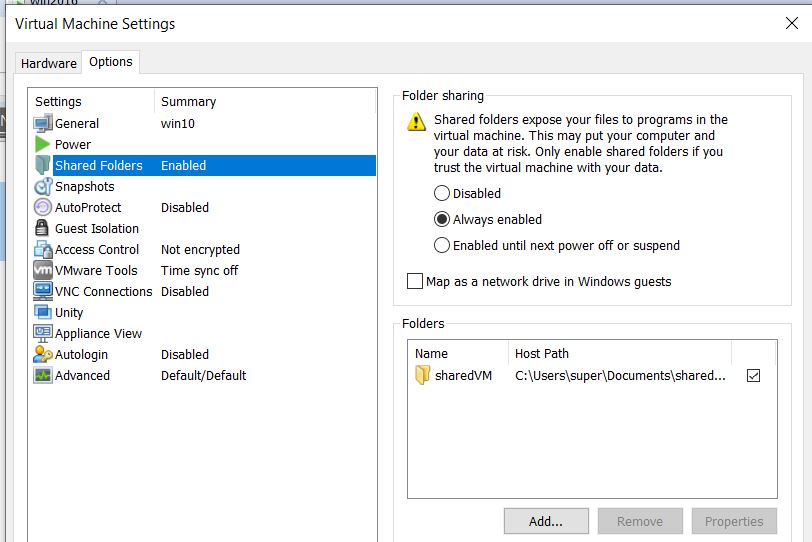 win2016
Virtual Machine Settings
Hardware Options
Settings Summary
General win10
Power
Shared Folders Enabled
Snapshots
AutoProtect Disabled
Guest Isolation
Access Control Not encrypted
vm VMware Tools Time sync off
VNC Connections Disabled
Unity
Appliance View
Autologin Disabled
Advanced Default/Default
Folder sharing
Shared folders expose your files to programs in the
virtual machine. This may put your computer and
your data at risk. Only enable shared folders if you
trust the virtual machine with your data.
Disabled
Always enabled
Enabled until next power off or suspend
Map as a network drive in Windows guests
Folders
Name Host Path
sharedVM C:\Users\super\Documents\shared...
Add... Remove Properties